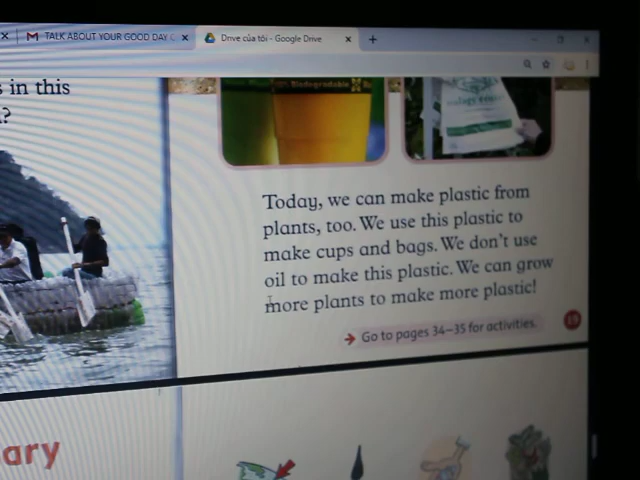 TALK ABOUT YOUR GOOD DAY
Drive của tôi - Google Drive
s in this
?
Biodegradable
Today, we can make plastic from
plants, too. We use this plastic to
make cups and bags. We don't use
oil to make this plastic. We can grow
more plants to make more plastic!
Go to pages 34–35 for activities.
ary